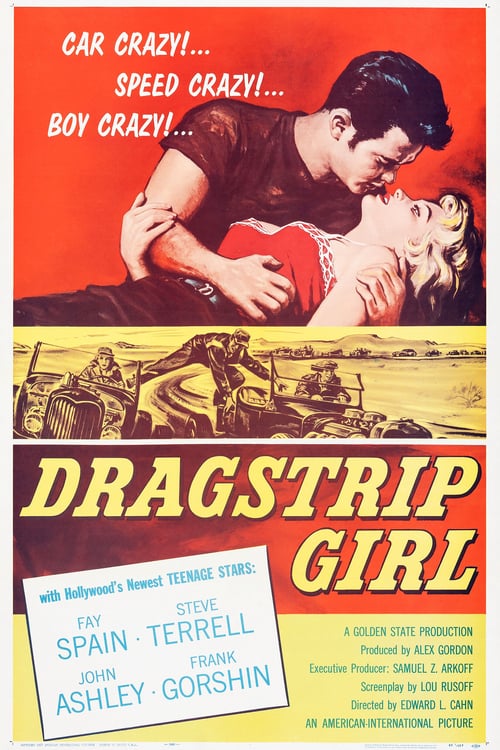 CAR CRAZY!...
SPEED CRAZY!...
BOY CRAZY!...
DRAGSTRIP
GIRL
with Hollywood's Newest TEENAGE STARS:
FAY
SPAIN ·
STEVE
TERRELL
JOHN
ASHLEY ·
FRANK
GORSHIN
A GOLDEN STATE PRODUCTION
Produced by ALEX GORDON
Executive Producer: SAMUEL Z. ARKOFF
Screenplay by LOU RUSOFF
Directed by EDWARD L. CAHN
AN AMERICAN-INTERNATIONAL PICTURE